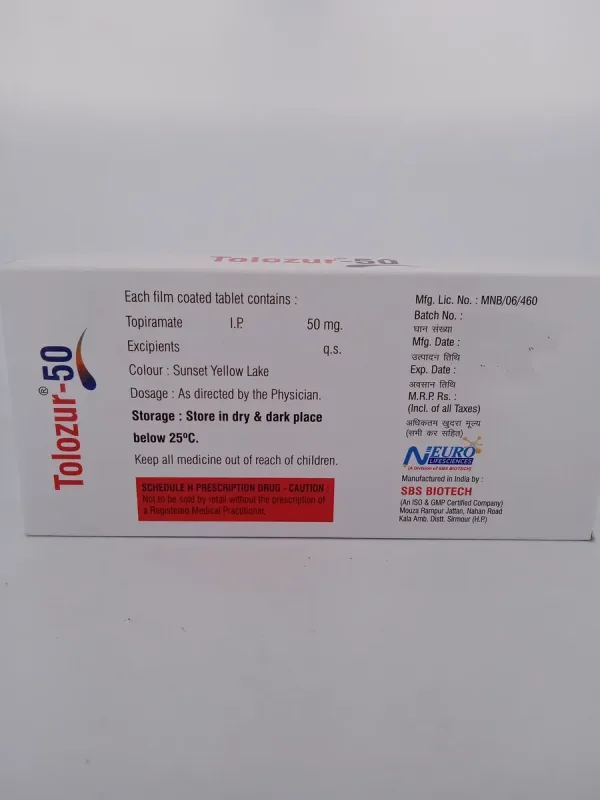 Tolozur-50
Tolozur®-50
Each film coated tablet contains :
Topiramate I.P. 50 mg.
Excipients q.s.
Colour : Sunset Yellow Lake
Dosage : As directed by the Physician.
Storage : Store in dry & dark place
below 25ºC.
Keep all medicine out of reach of children.
SCHEDULE H PRESCRIPTION DRUG - CAUTION :
Not to be sold by retail without the prescription of
a Registered Medical Practitioner.
Mfg. Lic. No. : MNB/06/460
Batch No. :
घान संख्या
Mfg. Date :
उत्पादन तिथि
Exp. Date :
अवसान तिथि
M.R.P. Rs. :
(Incl. of all Taxes)
अधिकतम खुदरा मूल्य
(सभी कर सहित)
NEURO
LIFESCIENCES
(A Division of SBS BIOTECH)
Manufactured in India by :
SBS BIOTECH
(An ISO & GMP Certified Company)
Mouza Rampur Jattan, Nahan Road
Kala Amb. Distt. Sirmour (H.P.)